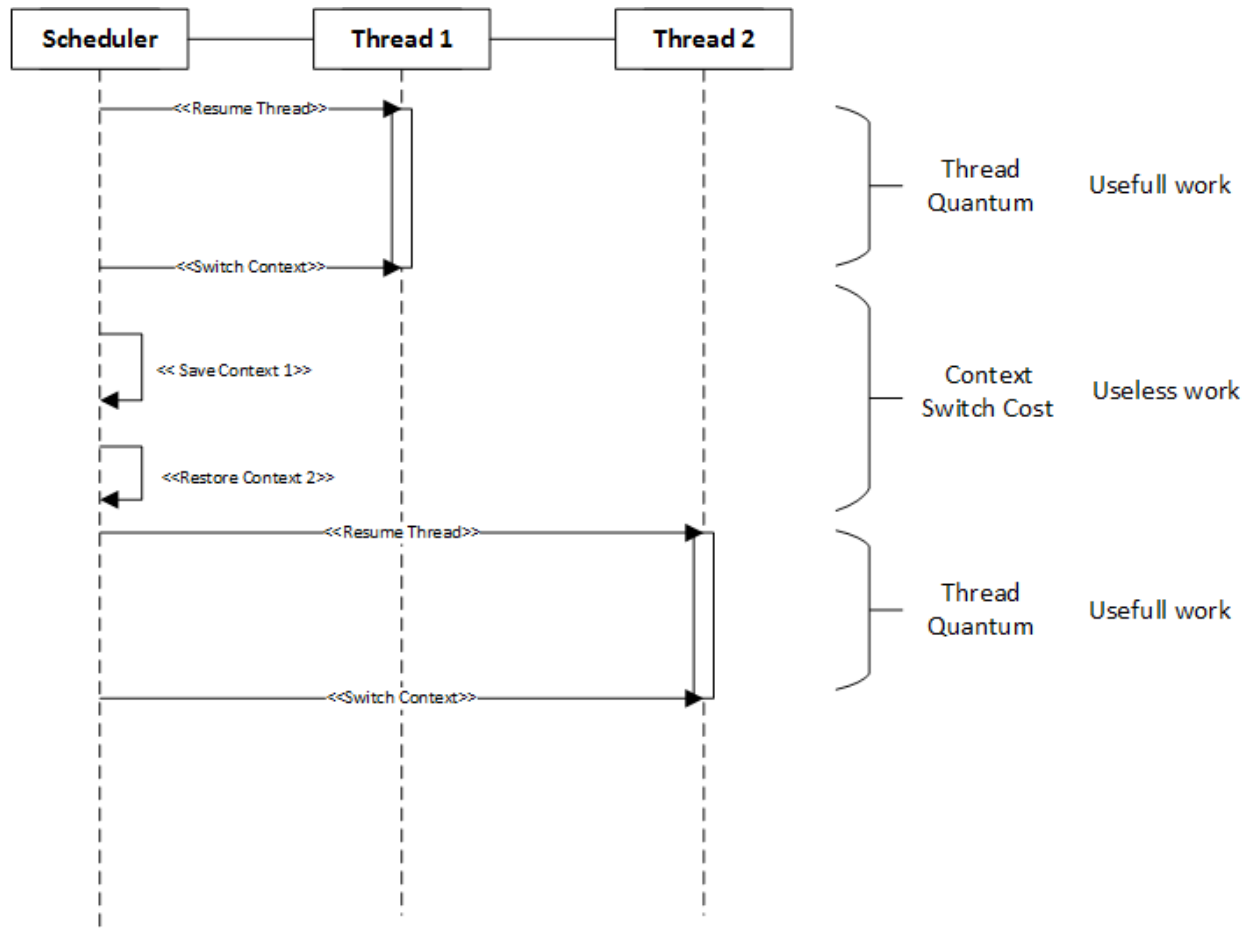 Scheduler
Thread 1
Thread 2
<<Resume Thread>>
Thread
Quantum
Usefull work
<<Switch Context>>
<< Save Context 1>>
Context
Switch Cost
Useless work
<<Restore Context 2>>
<<Resume Thread>>
Thread
Quantum
Usefull work
<<Switch Context>>